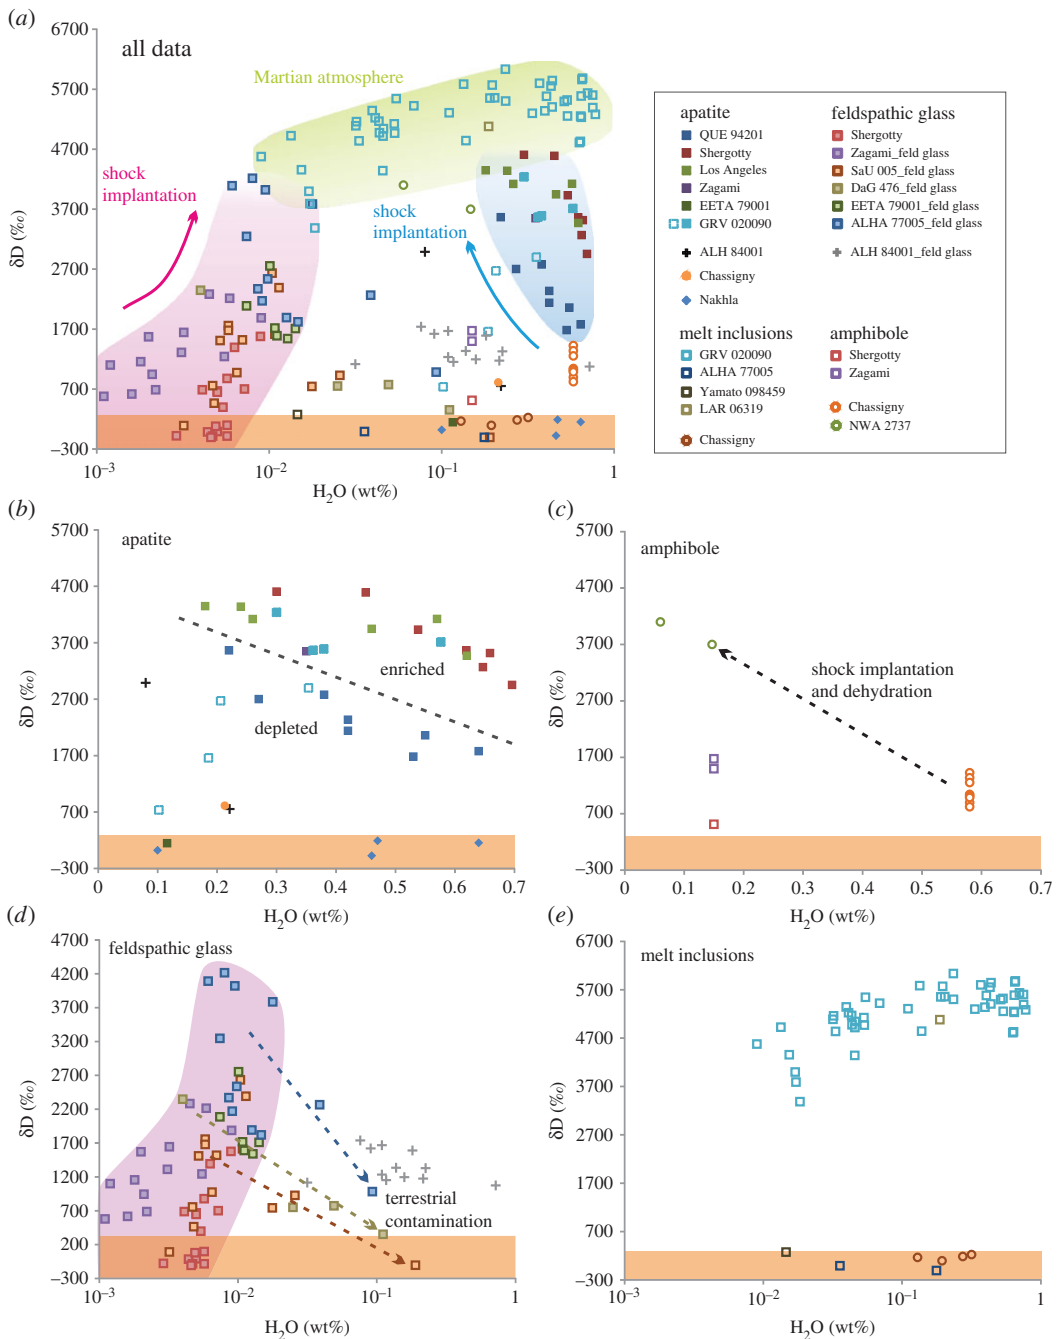 (a)
6700
5700
4700
3700
2700
1700
700
−300
δD (‰)
all data
Martian atmosphere
shock
implantation
shock
implantation
10⁻³
10⁻²
10⁻¹
1
H₂O (wt%)
apatite
QUE 94201
Shergotty
Los Angeles
Zagami
EETA 79001
GRV 020090
ALH 84001
Chassigny
Nakhla
feldspathic glass
Shergotty
Zagami_feld glass
SaU 005_feld glass
DaG 476_feld glass
EETA 79001_feld glass
ALHA 77005_feld glass
ALH 84001_feld glass
melt inclusions
GRV 020090
ALHA 77005
Yamato 098459
LAR 06319
Chassigny
amphibole
Shergotty
Zagami
Chassigny
NWA 2737
(b)
5700
4700
3700
2700
1700
700
−300
δD (‰)
apatite
enriched
depleted
0
0.1
0.2
0.3
0.4
0.5
0.6
0.7
H₂O (wt%)
(c)
5700
4700
3700
2700
1700
700
−300
δD (‰)
amphibole
shock implantation
and dehydration
0
0.1
0.2
0.3
0.4
0.5
0.6
0.7
H₂O (wt%)
(d)
4700
4200
3700
3200
2700
2200
1700
1200
700
200
−300
δD (‰)
feldspathic glass
terrestrial
contamination
10⁻³
10⁻²
10⁻¹
1
H₂O (wt%)
(e)
6700
5700
4700
3700
2700
1700
700
−300
δD (‰)
melt inclusions
10⁻³
10⁻²
10⁻¹
1
H₂O (wt%)